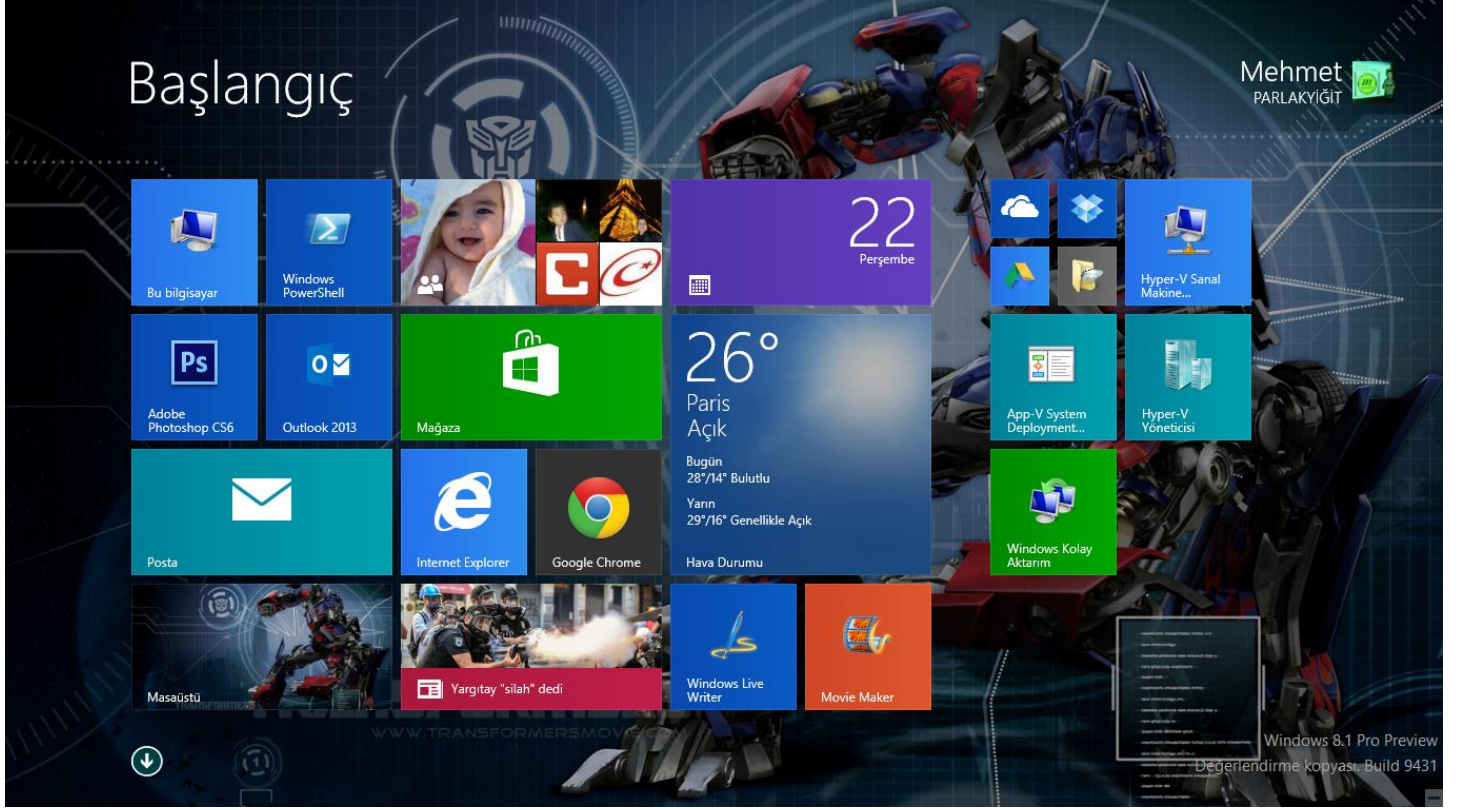 Başlangıç
Mehmet
PARLAKYİĞİT
Bu bilgisayar
Windows
PowerShell
22
Perşembe
Hyper-V Sanal
Makine...
Ps
Adobe
Photoshop CS6
Outlook 2013
Mağaza
26°
Paris
Açık
Bugün
28°/14° Bulutlu
Yarın
29°/16° Genellikle Açık
Hava Durumu
App-V System
Deployment...
Hyper-V
Yöneticisi
Posta
Internet Explorer
Google Chrome
Windows Kolay
Aktarım
Masaüstü
Yargıtay "silah" dedi
Windows Live
Writer
Movie Maker
WWW.TRANSFORMERSMOVIE.COM
Windows 8.1 Pro Preview
Değerlendirme kopyası. Build 9431